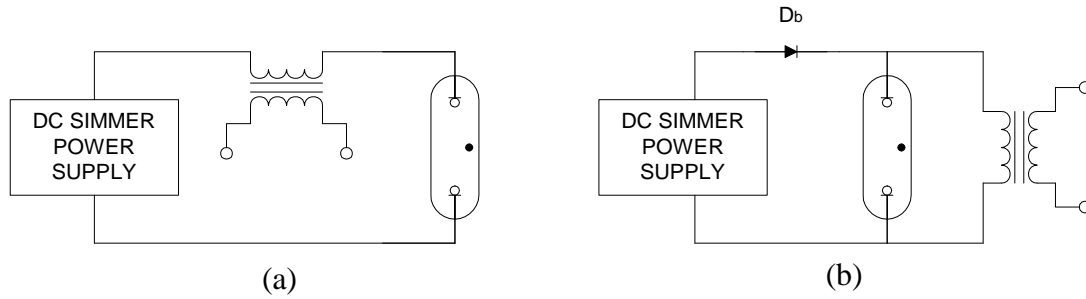 Db
DC SIMMER
POWER
SUPPLY
DC SIMMER
POWER
SUPPLY
(a)
(b)